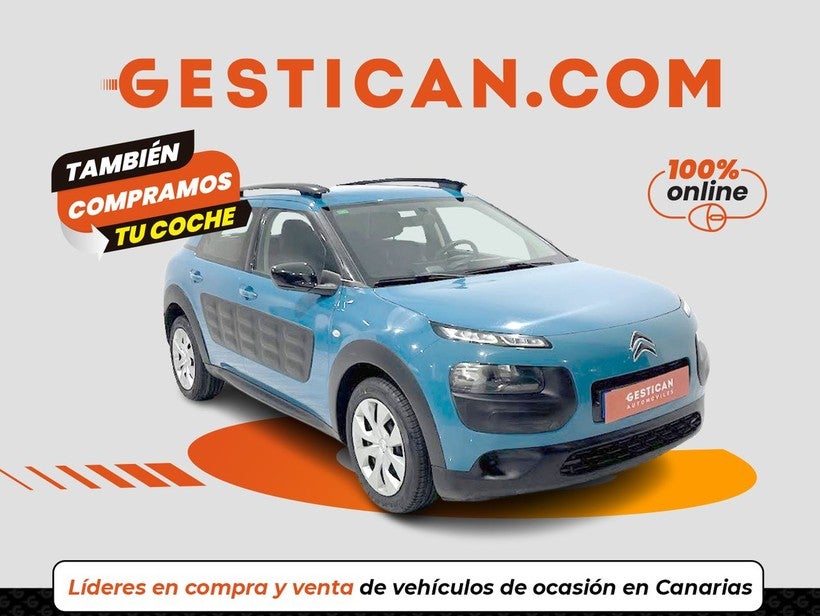 GESTICAN.COM
TAMBIÉN
COMPRAMOS
TU COCHE
100%
online
GESTICAN
AUTOMÓVILES
Líderes en compra y venta de vehículos de ocasión en Canarias